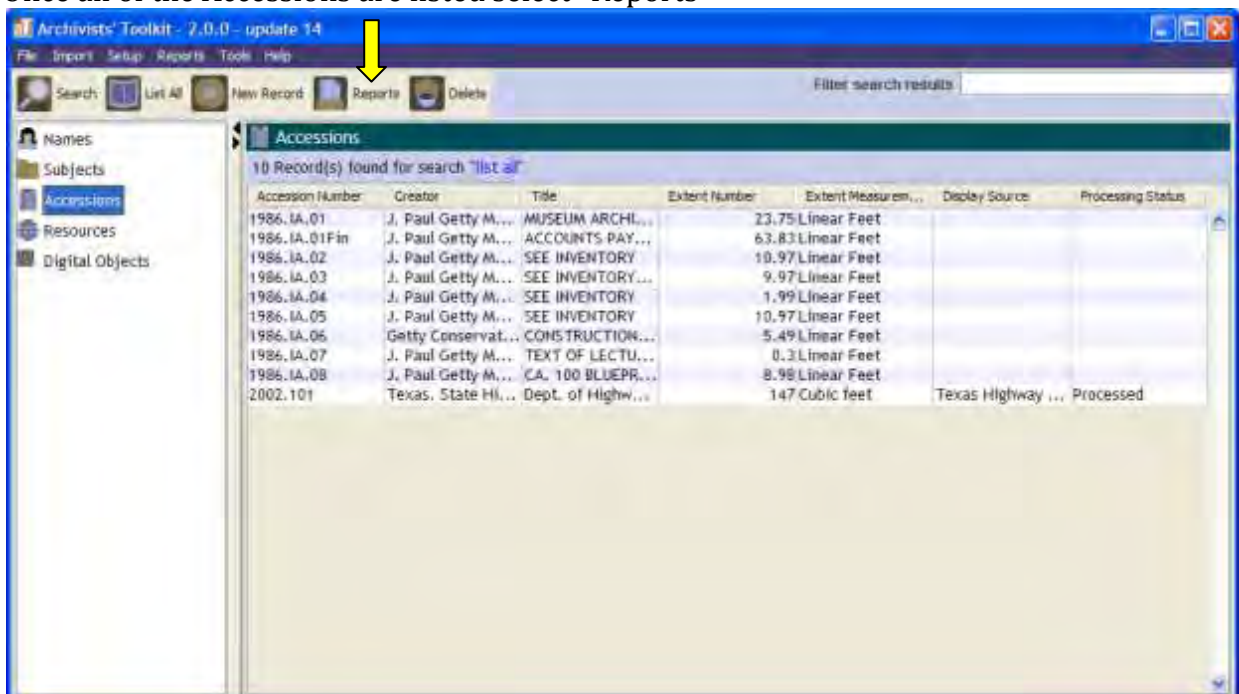 Once all of the Accessions are listed select "Reports"
Archivists' Toolkit - 2.0.0 - update 14
File Import Setup Reports Tools Help
Search List All New Record Reports Delete Filter search results
Names
Subjects
Accessions
Resources
Digital Objects
Accessions
10 Record(s) found for search "list all"
Accession Number Creator Title Extent Number Extent Measurem... Display Source Processing Status
1986.IA.01 J. Paul Getty M... MUSEUM ARCHI... 23.75 Linear Feet
1986.IA.01Fin J. Paul Getty M... ACCOUNTS PAY... 63.83 Linear Feet
1986.IA.02 J. Paul Getty M... SEE INVENTORY 10.97 Linear Feet
1986.IA.03 J. Paul Getty M... SEE INVENTORY... 9.97 Linear Feet
1986.IA.04 J. Paul Getty M... SEE INVENTORY 1.99 Linear Feet
1986.IA.05 J. Paul Getty M... SEE INVENTORY 10.97 Linear Feet
1986.IA.06 Getty Conservat... CONSTRUCTION... 5.49 Linear Feet
1986.IA.07 J. Paul Getty M... TEXT OF LECTU... 0.3 Linear Feet
1986.IA.08 J. Paul Getty M... CA. 100 BLUEPR... 8.98 Linear Feet
2002.101 Texas. State Hi... Dept. of Highw... 147 Cubic feet Texas Highway ... Processed